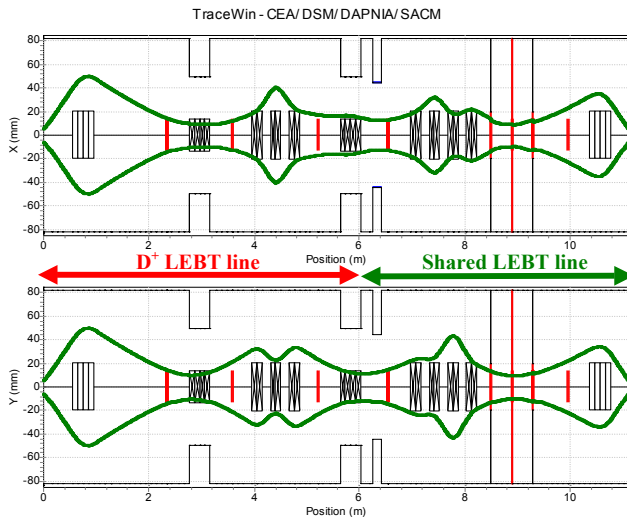 TraceWin - CEA/ DSM/ DAPNIA/ SACM
80
60
40
20
0
-20
-40
-60
-80
X (mm)
0 2 4 6 8 10
Position (m)
D+ LEBT line
Shared LEBT line
80
60
40
20
0
-20
-40
-60
-80
Y (mm)
0 2 4 6 8 10
Position (m)